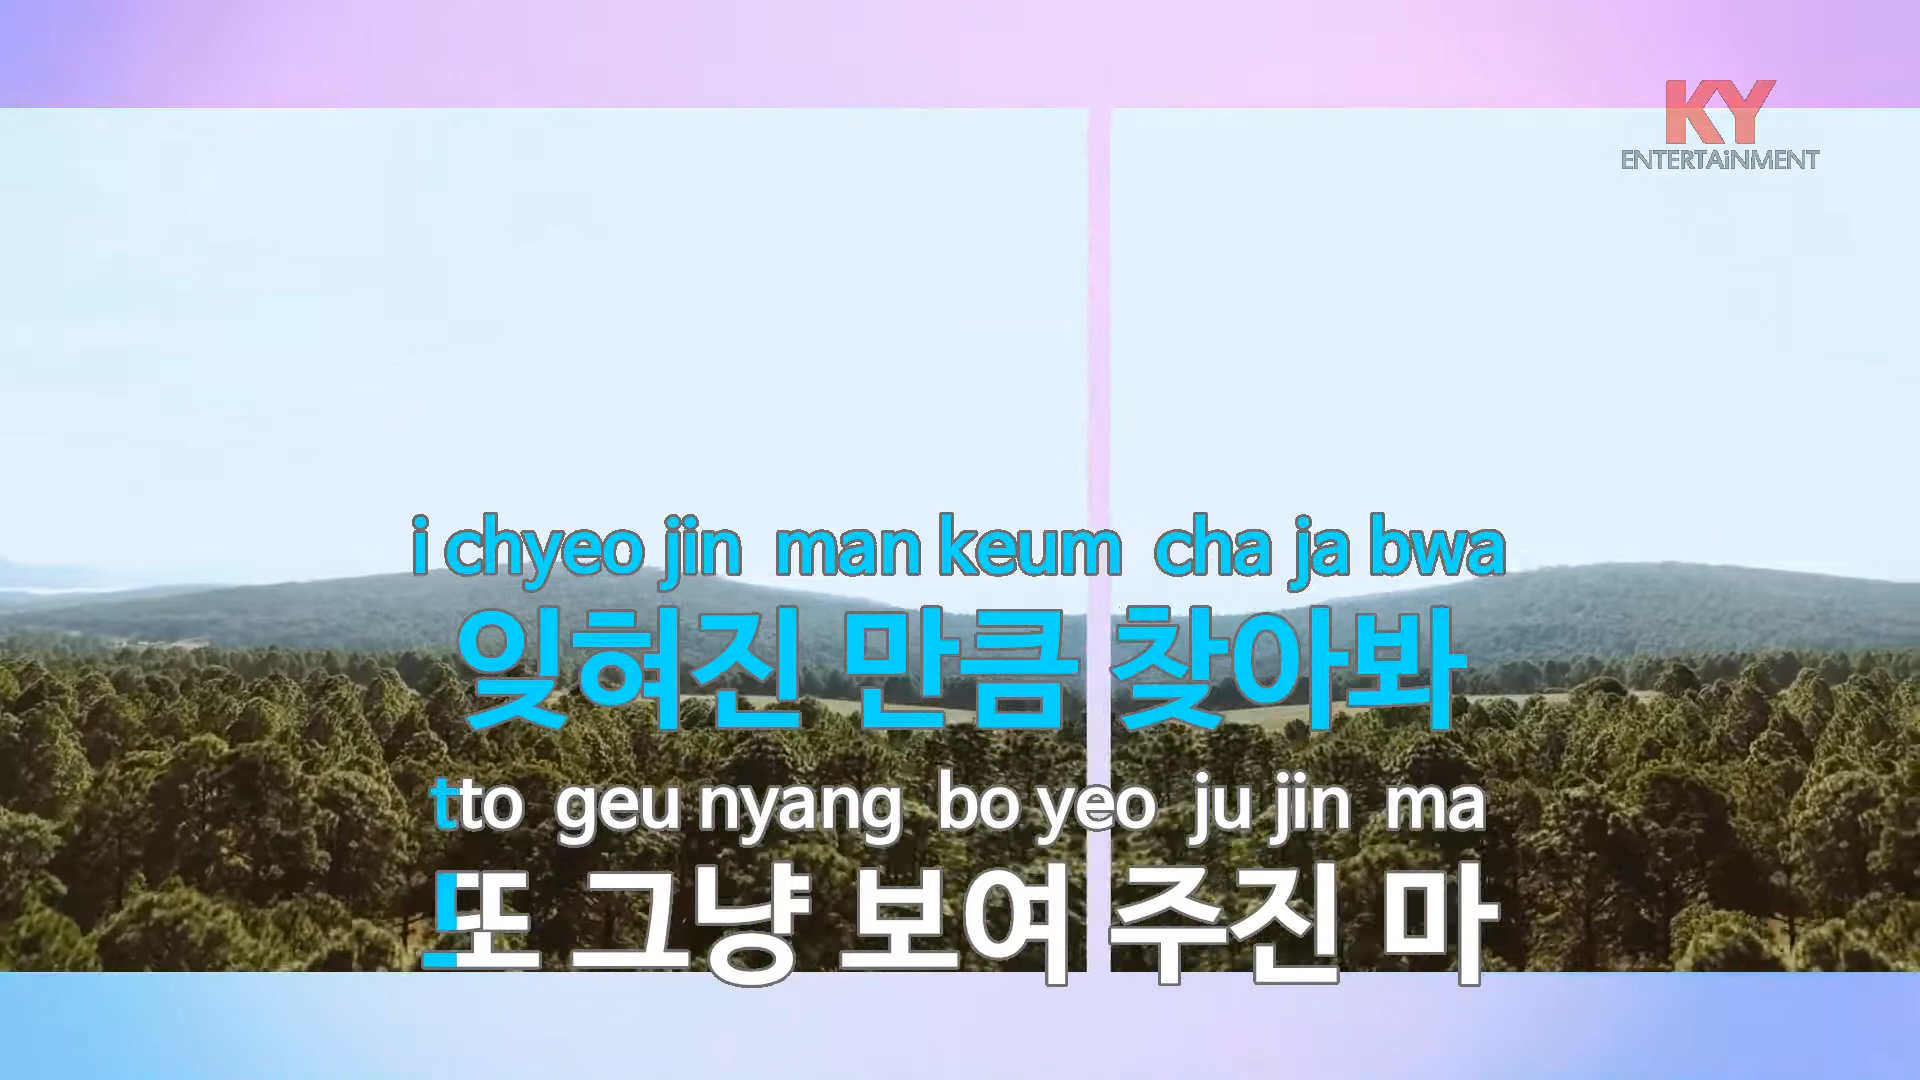 KY
ENTERTAiNMENT
i chyeo jin man keum cha ja bwa
잊혀진 만큼 찾아봐
tto geu nyang bo yeo ju jin ma
또 그냥 보여 주진 마